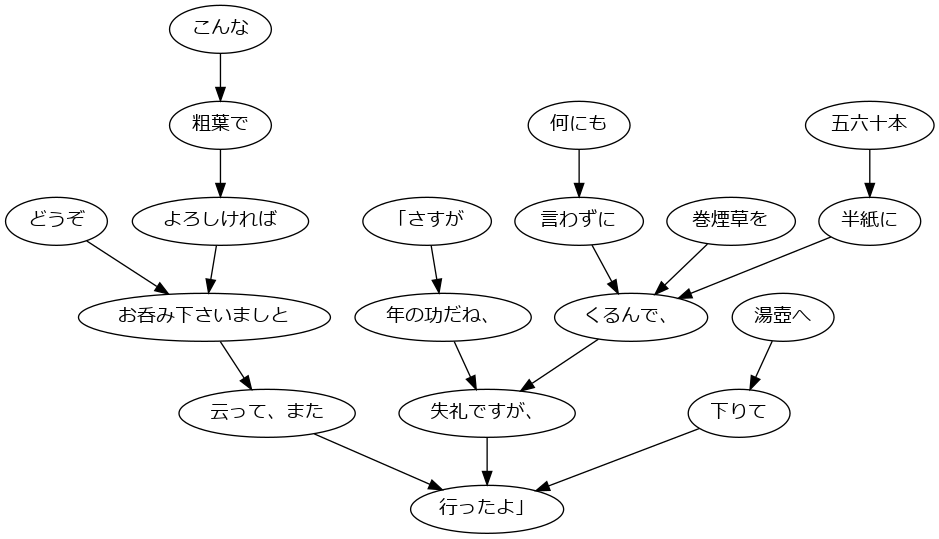 こんな
粗葉で
何にも
五六十本
どうぞ
よろしければ
「さすが
言わずに
巻煙草を
半紙に
お呑み下さいましと
年の功だね、
くるんで、
湯壺へ
云って、また
失礼ですが、
下りて
行ったよ」